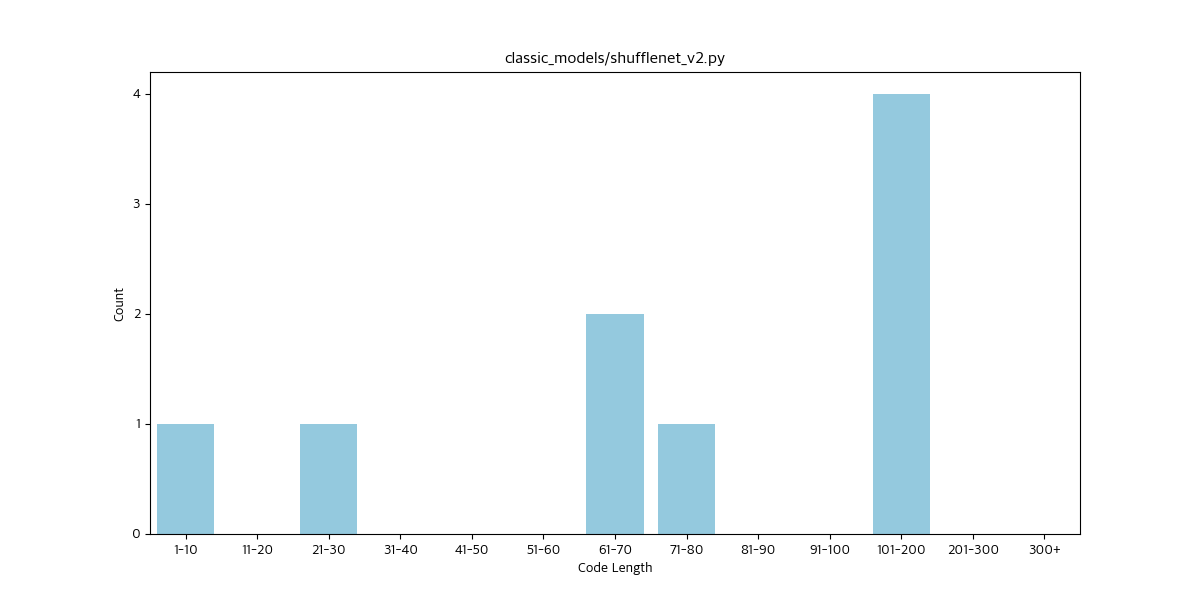 classic_models/shufflenet_v2.py
4
3
2
1
0
Count
1-10 11-20 21-30 31-40 41-50 51-60 61-70 71-80 81-90 91-100 101-200 201-300 300+
Code Length